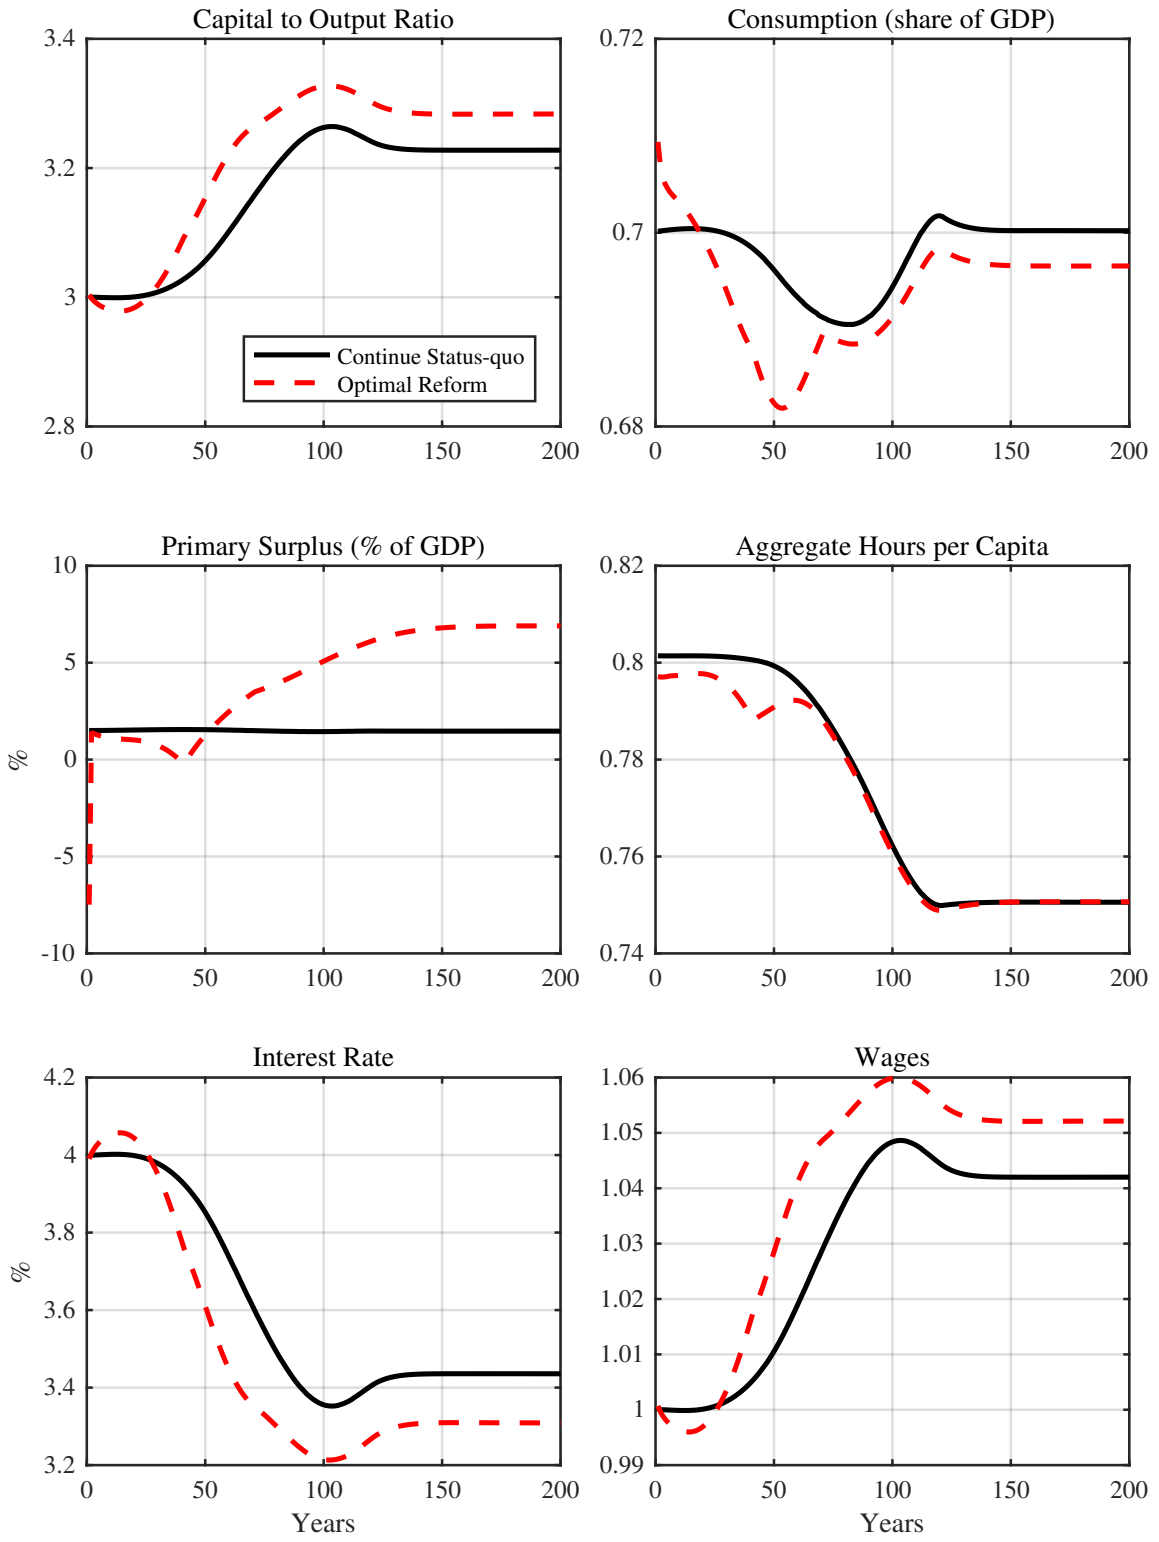 Capital to Output Ratio
3.4
3.2
3
2.8
Continue Status-quo
Optimal Reform
0 50 100 150 200
Consumption (share of GDP)
0.72
0.7
0.68
0 50 100 150 200
Primary Surplus (% of GDP)
10
5
0
-5
-10
%
0 50 100 150 200
Aggregate Hours per Capita
0.82
0.8
0.78
0.76
0.74
0 50 100 150 200
Interest Rate
4.2
4
3.8
3.6
3.4
3.2
%
0 50 100 150 200
Years
Wages
1.06
1.05
1.04
1.03
1.02
1.01
1
0.99
0 50 100 150 200
Years